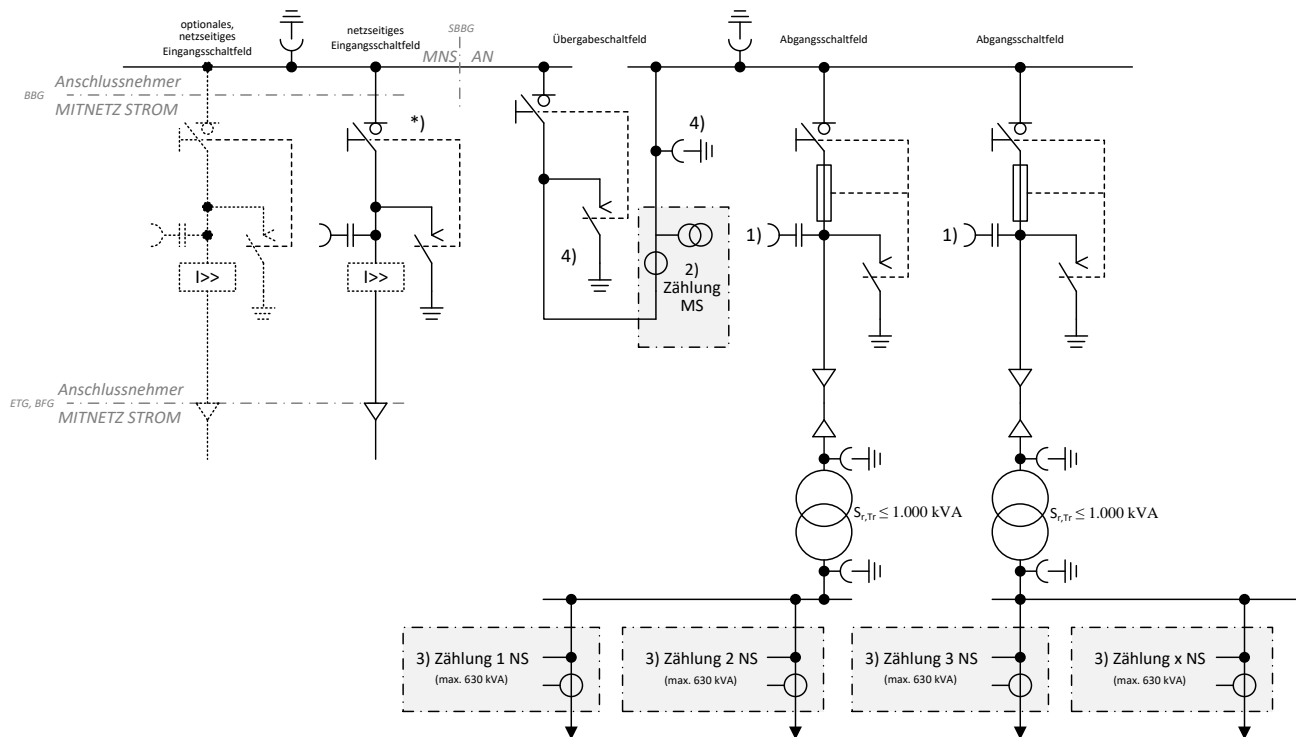 optionales,
netzseitiges
Eingangsschaltfeld
netzseitiges
Eingangsschaltfeld
SBBG
MNS AN
Übergabeschaltfeld
Abgangsschaltfeld
Abgangsschaltfeld
BBG
Anschlussnehmer
MITNETZ STROM
*)
4)
4)
2)
Zählung
MS
1)
1)
I>>
I>>
ETG, BFG
Anschlussnehmer
MITNETZ STROM
Sr,Tr ≤ 1.000 kVA
Sr,Tr ≤ 1.000 kVA
3) Zählung 1 NS
(max. 630 kVA)
3) Zählung 2 NS
(max. 630 kVA)
3) Zählung 3 NS
(max. 630 kVA)
3) Zählung x NS
(max. 630 kVA)